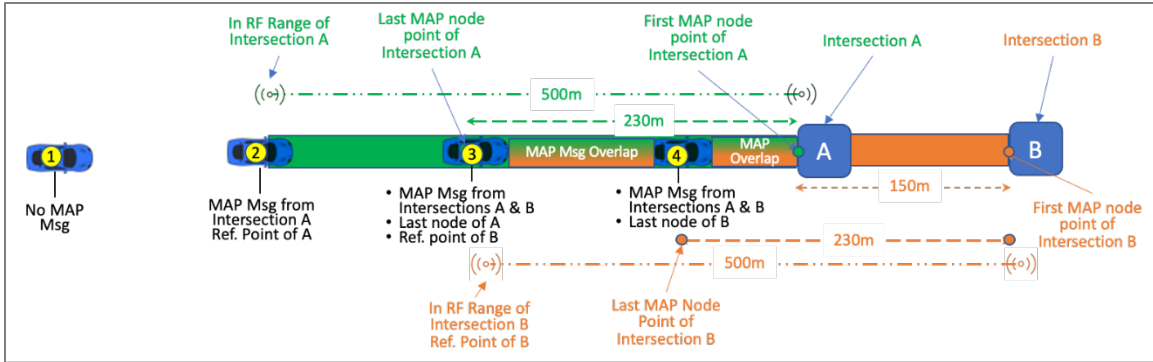 In RF Range of
Intersection A
Last MAP node
point of
Intersection A
First MAP node
point of
Intersection A
Intersection A
Intersection B
500m
230m
1
2
3
MAP Msg Overlap
4
MAP
Overlap
A
B
No MAP
Msg
MAP Msg from
Intersection A
Ref. Point of A
• MAP Msg from
Intersections A & B
• Last node of A
• Ref. point of B
• MAP Msg from
Intersections A & B
• Last node of B
150m
First MAP node
point of
Intersection B
230m
500m
In RF Range of
Intersection B
Ref. Point of B
Last MAP Node
Point of
Intersection B